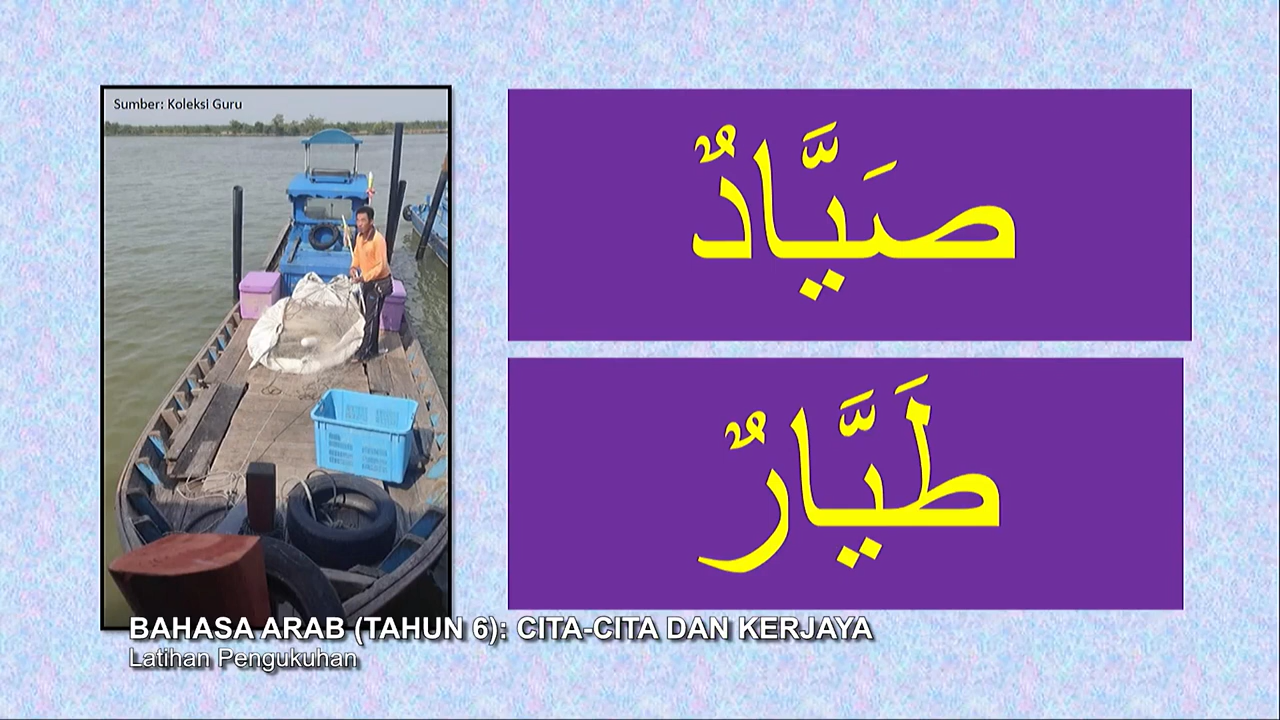 Sumber: Koleksi Guru
صَيَّادٌ
طَيَّارٌ
BAHASA ARAB (TAHUN 6): CITA-CITA DAN KERJAYA
Latihan Pengukuhan